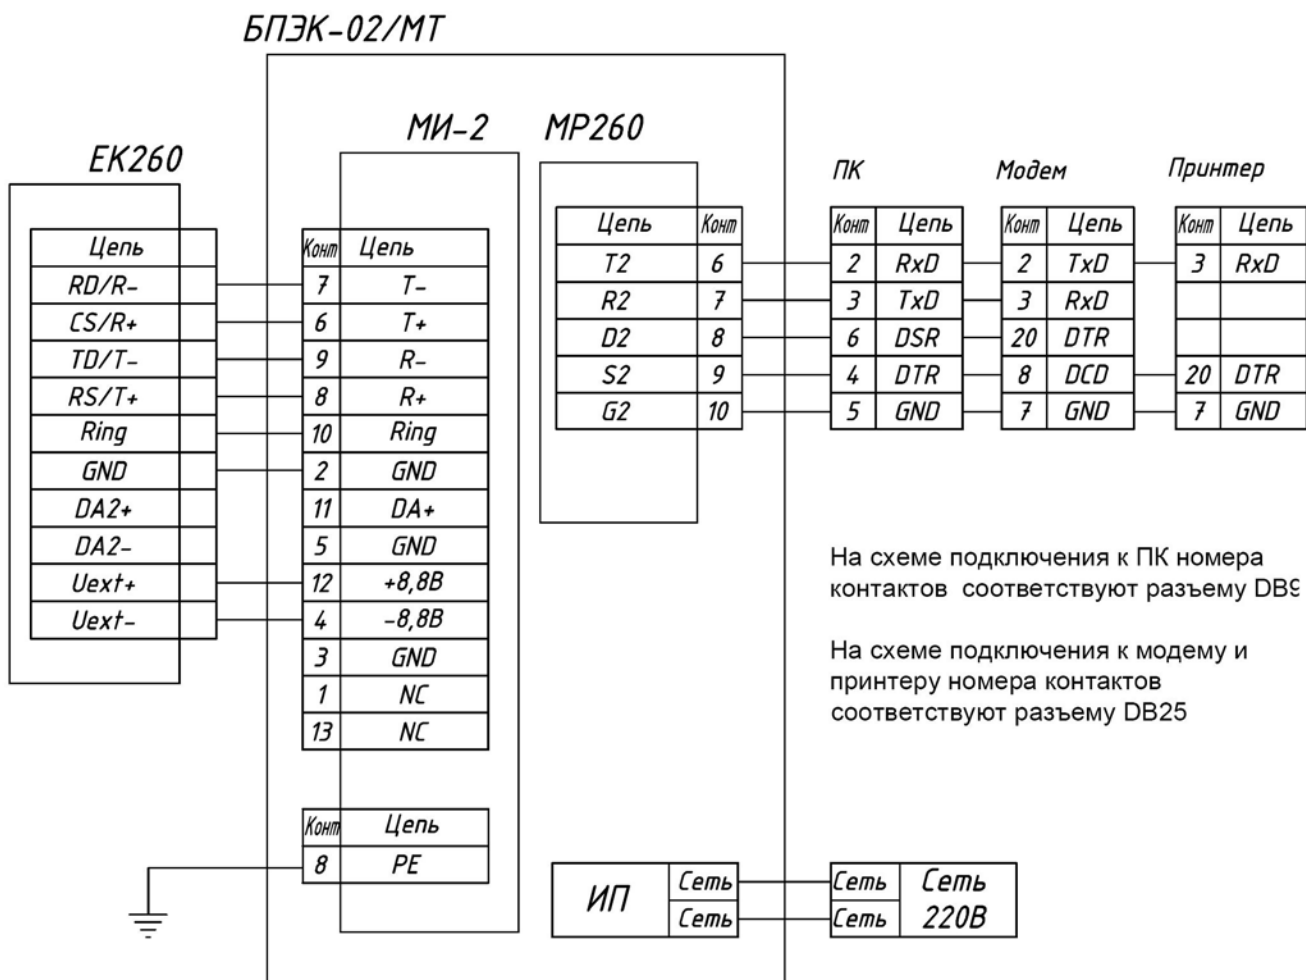 БПЭК-02/МТ
МИ-2
МР260
ЕК260
ПК
Модем
Принтер
Цепь
RD/R-
CS/R+
TD/T-
RS/T+
Ring
GND
DA2+
DA2-
Uext+
Uext-
Конт Цепь
7 T-
6 T+
9 R-
8 R+
10 Ring
2 GND
11 DA+
5 GND
12 +8,8В
4 -8,8В
3 GND
1 NC
13 NC
Конт Цепь
8 PE
Цепь Конт
T2 6
R2 7
D2 8
S2 9
G2 10
Конт Цепь
2 RxD
3 TxD
6 DSR
4 DTR
5 GND
Конт Цепь
2 TxD
3 RxD
20 DTR
8 DCD
7 GND
Конт Цепь
3 RxD
20 DTR
7 GND
На схеме подключения к ПК номера
контактов соответствуют разъему DB9
На схеме подключения к модему и
принтеру номера контактов
соответствуют разъему DB25
ИП
Сеть
Сеть
Сеть
Сеть
Сеть
220В